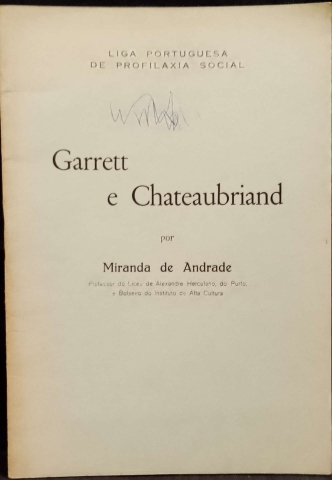 LIGA PORTUGUESA
DE PROFILAXIA SOCIAL
Garrett
e Chateaubriand
por
Miranda de Andrade
Professor do Liceu de Alexandre Herculano, do Porto,
e Bolseiro do Instituto de Alta Cultura